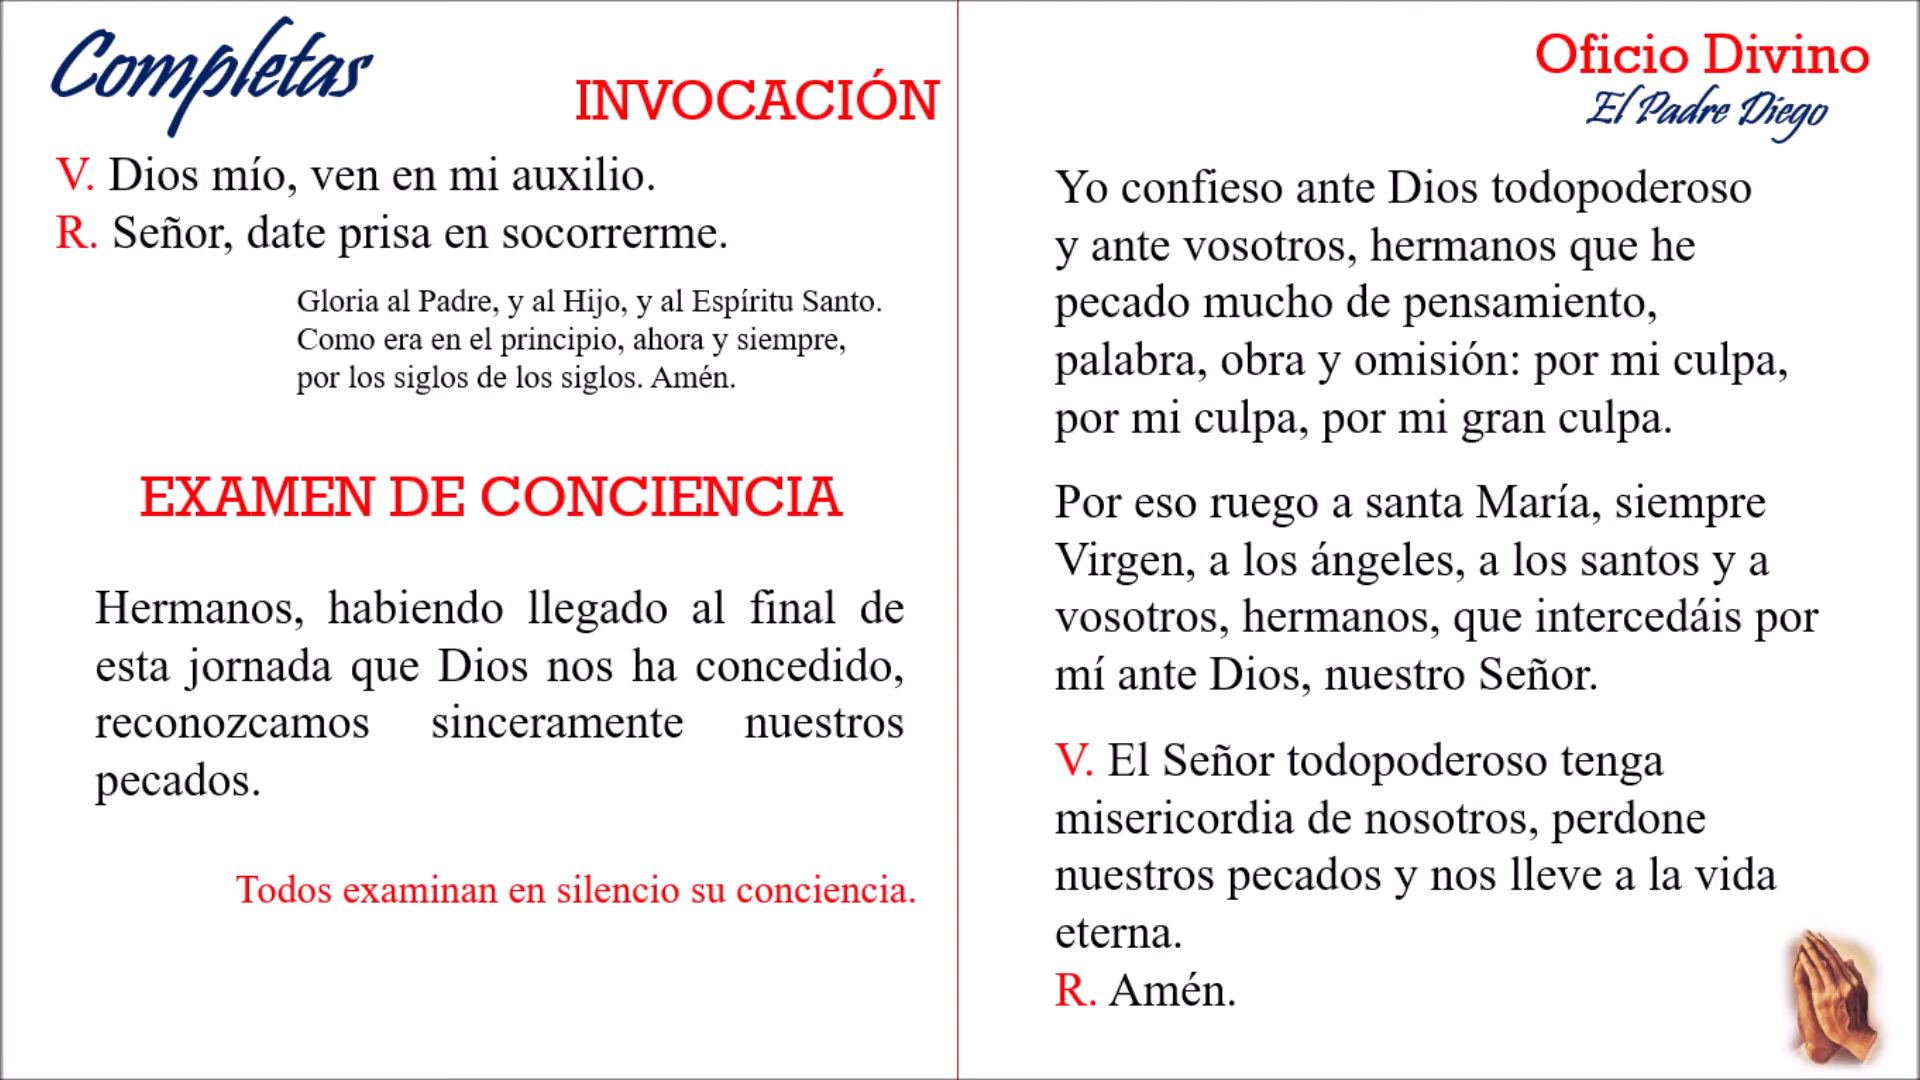 Completas
INVOCACIÓN
V. Dios mío, ven en mi auxilio.
R. Señor, date prisa en socorrerme.
Gloria al Padre, y al Hijo, y al Espíritu Santo.
Como era en el principio, ahora y siempre,
por los siglos de los siglos. Amén.
EXAMEN DE CONCIENCIA
Hermanos, habiendo llegado al final de
esta jornada que Dios nos ha concedido,
reconozcamos sinceramente nuestros
pecados.
Todos examinan en silencio su conciencia.
Oficio Divino
El Padre Diego
Yo confieso ante Dios todopoderoso
y ante vosotros, hermanos que he
pecado mucho de pensamiento,
palabra, obra y omisión: por mi culpa,
por mi culpa, por mi gran culpa.
Por eso ruego a santa María, siempre
Virgen, a los ángeles, a los santos y a
vosotros, hermanos, que intercedáis por
mí ante Dios, nuestro Señor.
V. El Señor todopoderoso tenga
misericordia de nosotros, perdone
nuestros pecados y nos lleve a la vida
eterna.
R. Amén.